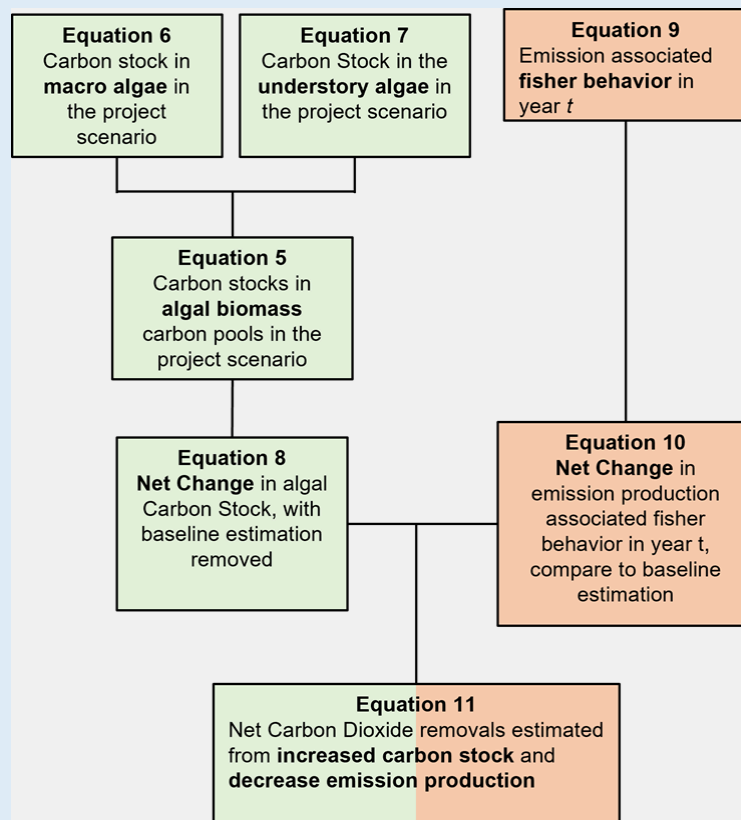 Equation 6
Carbon stock in
macro algae in
the project
scenario
Equation 7
Carbon Stock in the
understory algae in
the project scenario
Equation 9
Emission associated
fisher behavior in
year t
Equation 5
Carbon stocks in
algal biomass
carbon pools in the
project scenario
Equation 8
Net Change in algal
Carbon Stock, with
baseline estimation
removed
Equation 10
Net Change in
emission production
associated fisher
behavior in year t,
compare to baseline
estimation
Equation 11
Net Carbon Dioxide removals estimated
from increased carbon stock and
decrease emission production